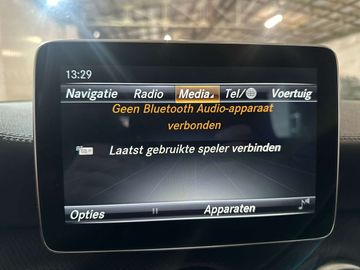 13:29
Navigatie Radio Media Tel/ Voertuig
Geen Bluetooth Audio-apparaat
verbonden
Laatst gebruikte speler verbinden
Opties Apparaten